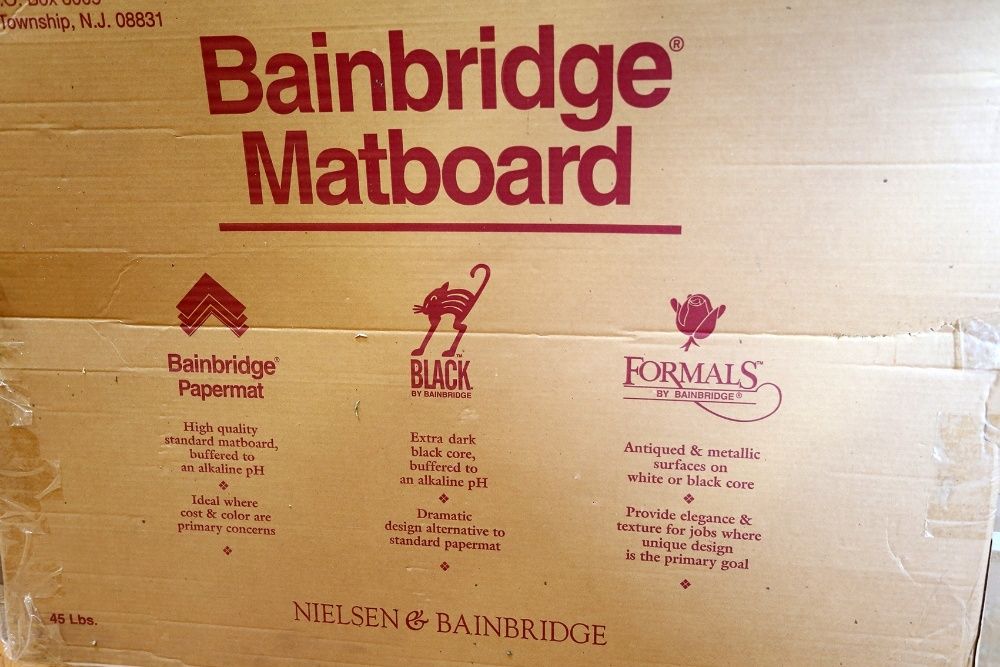 Township, N.J. 08831
Bainbridge®
Matboard
Bainbridge®
Papermat
High quality
standard matboard,
buffered to
an alkaline pH
❖
Ideal where
cost & color are
primary concerns
❖
BLACK™
BY BAINBRIDGE
Extra dark
black core,
buffered to
an alkaline pH
❖
Dramatic
design alternative to
standard papermat
❖
FORMALS™
BY BAINBRIDGE®
Antiqued & metallic
surfaces on
white or black core
❖
Provide elegance &
texture for jobs where
unique design
is the primary goal
❖
45 Lbs.
NIELSEN & BAINBRIDGE